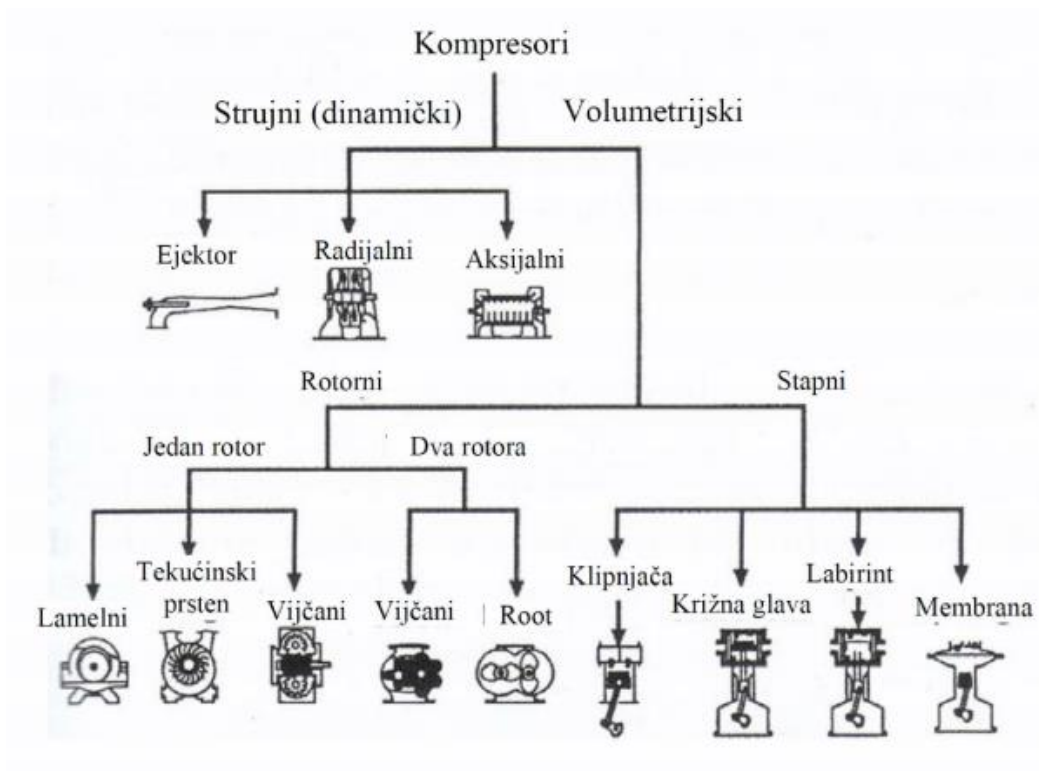 Kompresori
Strujni (dinamički)
Volumetrijski
Ejektor
Radijalni
Aksijalni
Rotorni
Stapni
Jedan rotor
Dva rotora
Lamelni
Tekućinski
prsten
Vijčani
Vijčani
Root
Klipnjača
Križna glava
Labirint
Membrana